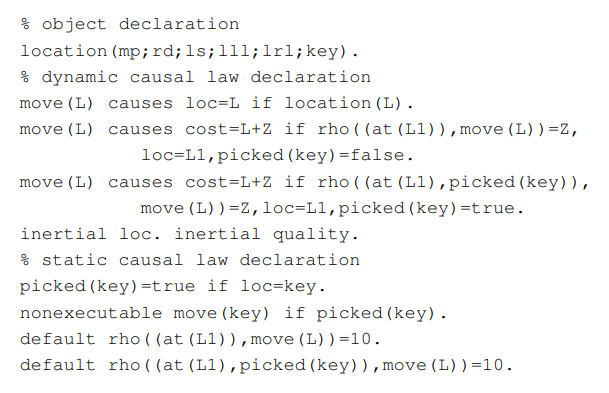 % object declaration
location(mp;rd;ls;lll;lrl;key).
% dynamic causal law declaration
move(L) causes loc=L if location(L).
move(L) causes cost=L+Z if rho((at(L1)),move(L))=Z,
loc=L1,picked(key)=false.
move(L) causes cost=L+Z if rho((at(L1),picked(key)),
move(L))=Z,loc=L1,picked(key)=true.
inertial loc. inertial quality.
% static causal law declaration
picked(key)=true if loc=key.
nonexecutable move(key) if picked(key).
default rho((at(L1)),move(L))=10.
default rho((at(L1),picked(key)),move(L))=10.